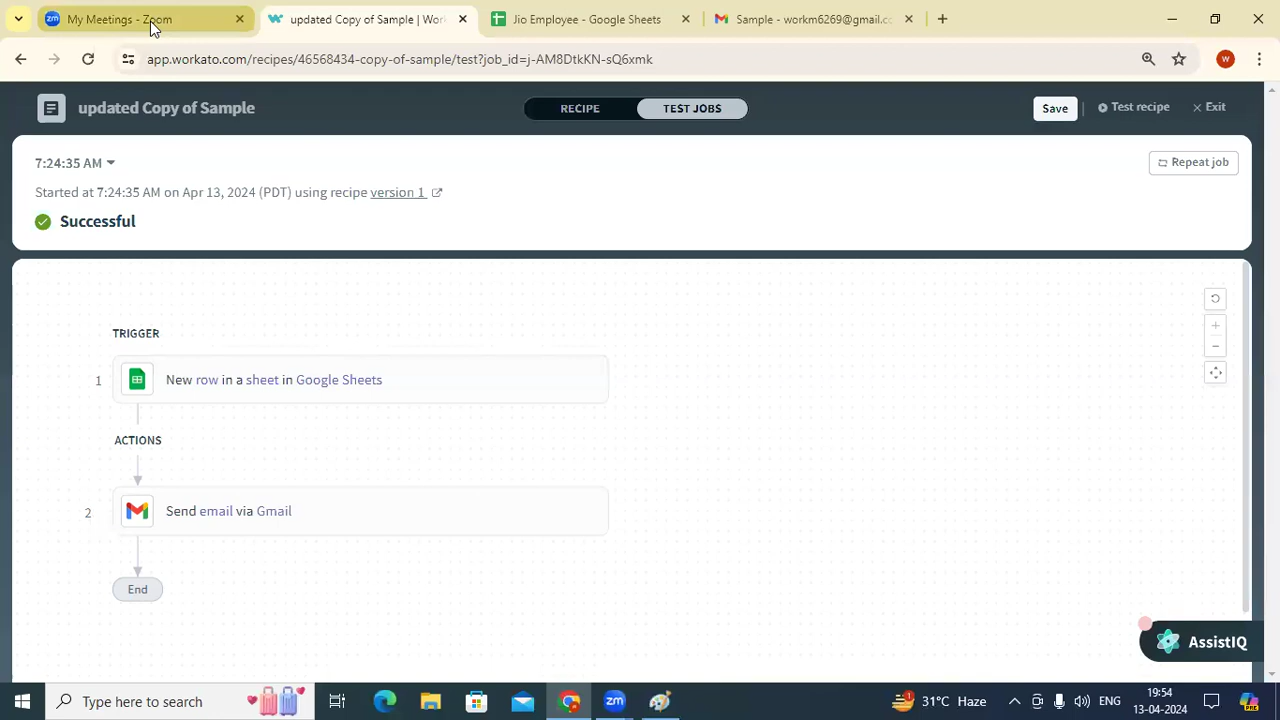 My Meetings - Zoom
updated Copy of Sample | Work
Jio Employee - Google Sheets
Sample - workm6269@gmail.co
app.workato.com/recipes/46568434-copy-of-sample/test?job_id=j-AM8DtkKN-sQ6xmk
W
updated Copy of Sample
RECIPE
TEST JOBS
Save
Test recipe
Exit
7:24:35 AM
Repeat job
Started at 7:24:35 AM on Apr 13, 2024 (PDT) using recipe version 1
Successful
TRIGGER
1
New row in a sheet in Google Sheets
ACTIONS
2
Send email via Gmail
End
AssistIQ
Type here to search
zm
31°C Haze
ENG
19:54
13-04-2024